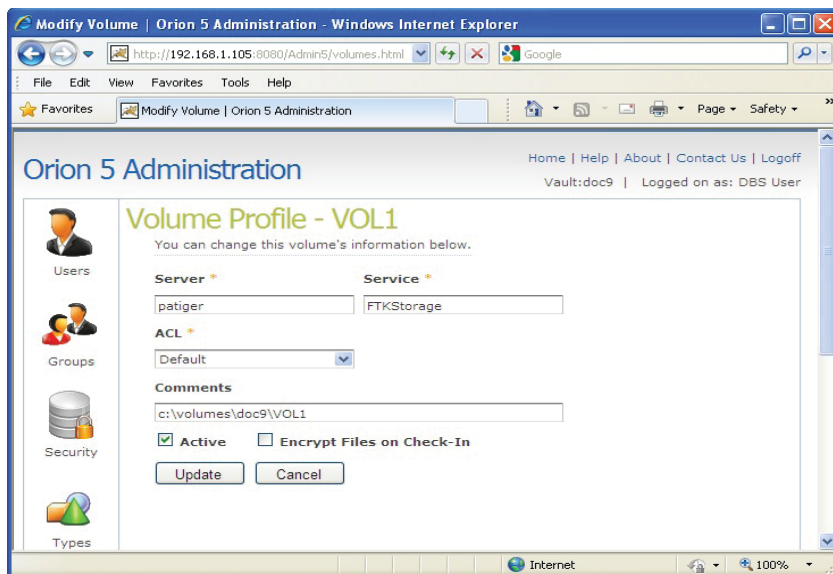 Modify Volume | Orion 5 Administration - Windows Internet Explorer
http://192.168.1.105:8080/Admin5/volumes.html
Google
File Edit View Favorites Tools Help
Favorites
Modify Volume | Orion 5 Administration
Page
Safety
»
Orion 5 Administration
Home | Help | About | Contact Us | Logoff
Vault:doc9 | Logged on as: DBS User
Users
Groups
Security
Types
Volume Profile - VOL1
You can change this volume's information below.
Server * Service *
patiger FTKStorage
ACL *
Default
Comments
c:\volumes\doc9\VOL1
Active Encrypt Files on Check-In
Update Cancel
Internet
100%